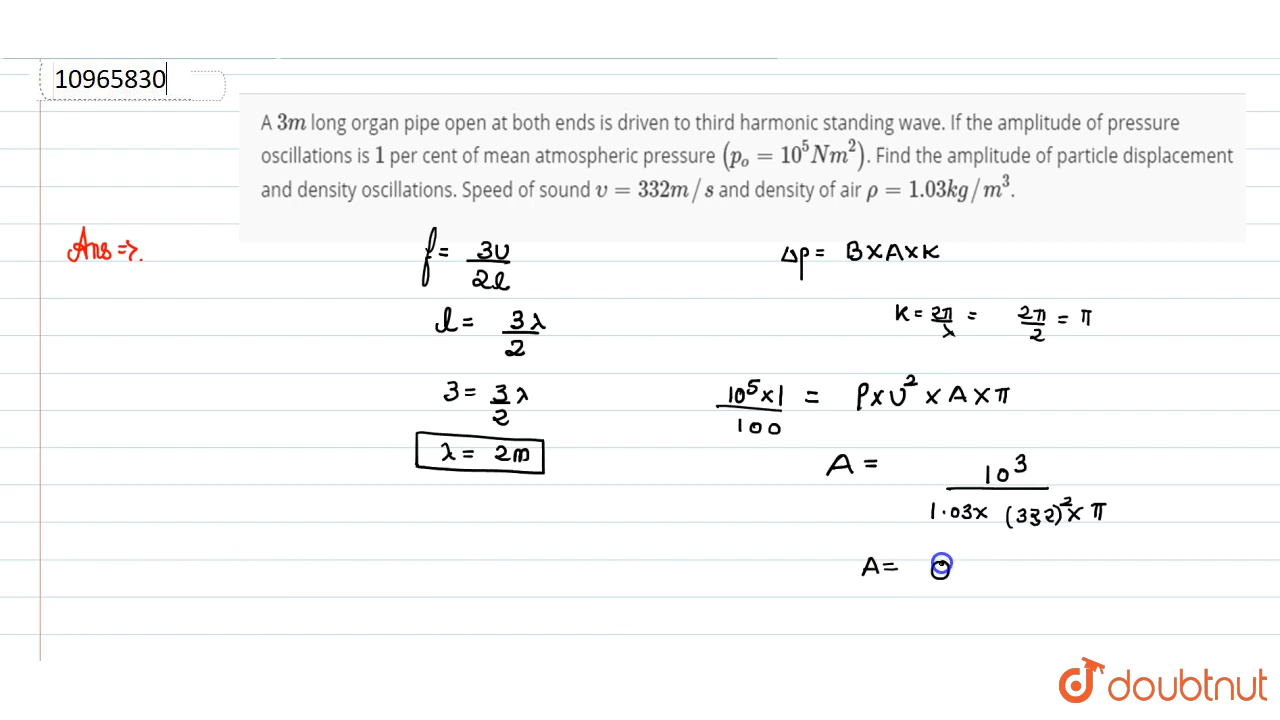 10965830
A 3m long organ pipe open at both ends is driven to third harmonic standing wave. If the amplitude of pressure
oscillations is 1 per cent of mean atmospheric pressure (p_o = 10^5 Nm^2). Find the amplitude of particle displacement
and density oscillations. Speed of sound υ = 332m/s and density of air ρ = 1.03kg/m^3.
Ans ⇒
f = 3υ/2l
l = 3λ/2
3 = 3/2 λ
λ = 2m
Δp = B×A×K
K = 2π/λ = 2π/2 = π
10^5×1/100 = ρ×υ^2×A×π
A = 10^3/1.03×(332)^2×π
A = 0
doubtnut